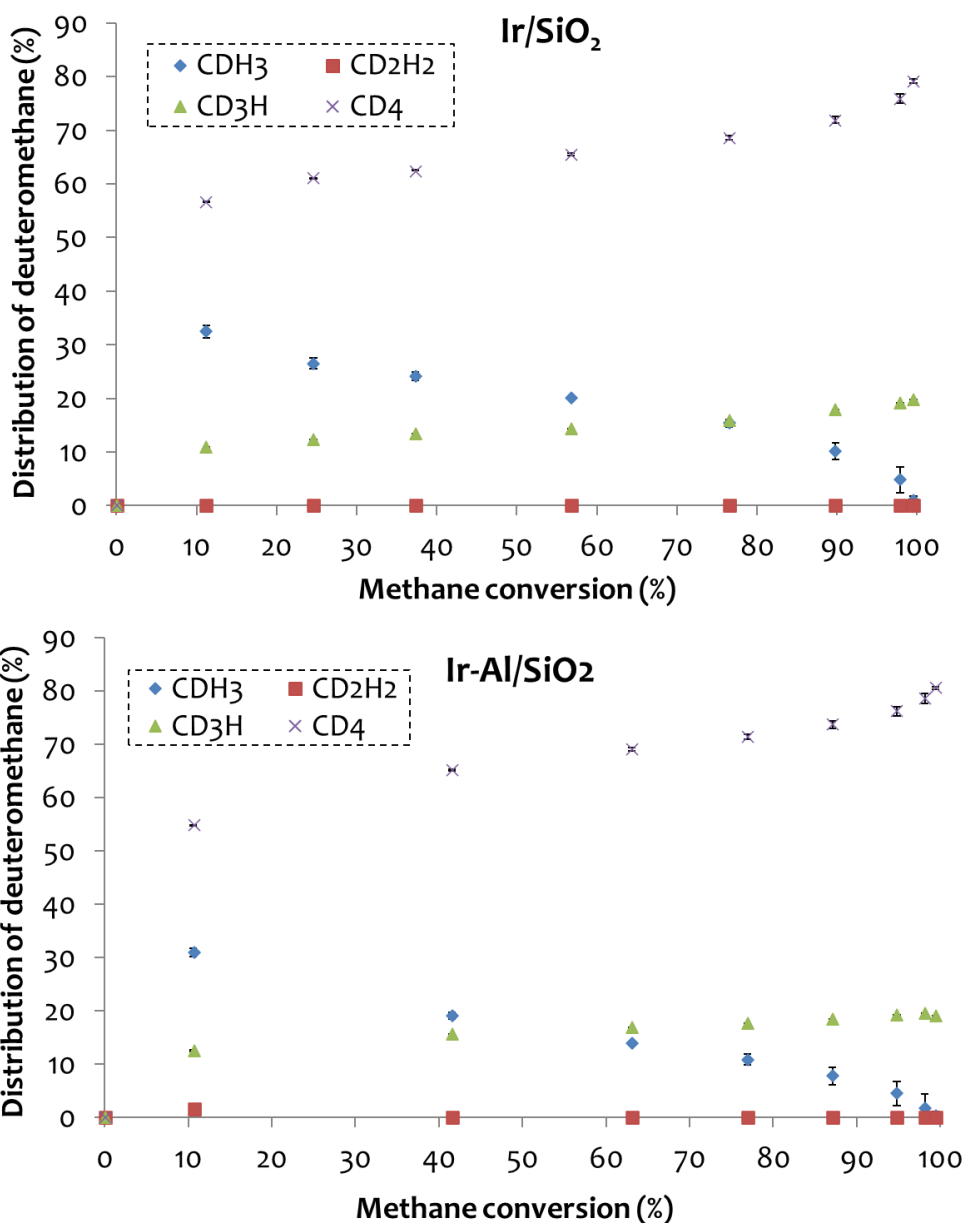 Ir/SiO2
90
80
70
60
50
40
30
20
10
0
CDH3 CD2H2
CD3H CD4
Distribution of deuteromethane (%)
0 10 20 30 40 50 60 70 80 90 100
Methane conversion (%)
Ir-Al/SiO2
90
80
70
60
50
40
30
20
10
0
CDH3 CD2H2
CD3H CD4
Distribution of deuteromethane (%)
0 10 20 30 40 50 60 70 80 90 100
Methane conversion (%)